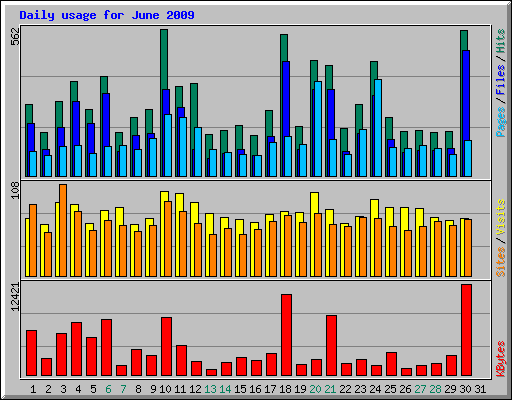 Daily usage for June 2009
562
Pages / Files / Hits
108
Sites / Visits
12421
KBytes
1 2 3 4 5 6 7 8 9 10 11 12 13 14 15 16 17 18 19 20 21 22 23 24 25 26 27 28 29 30 31